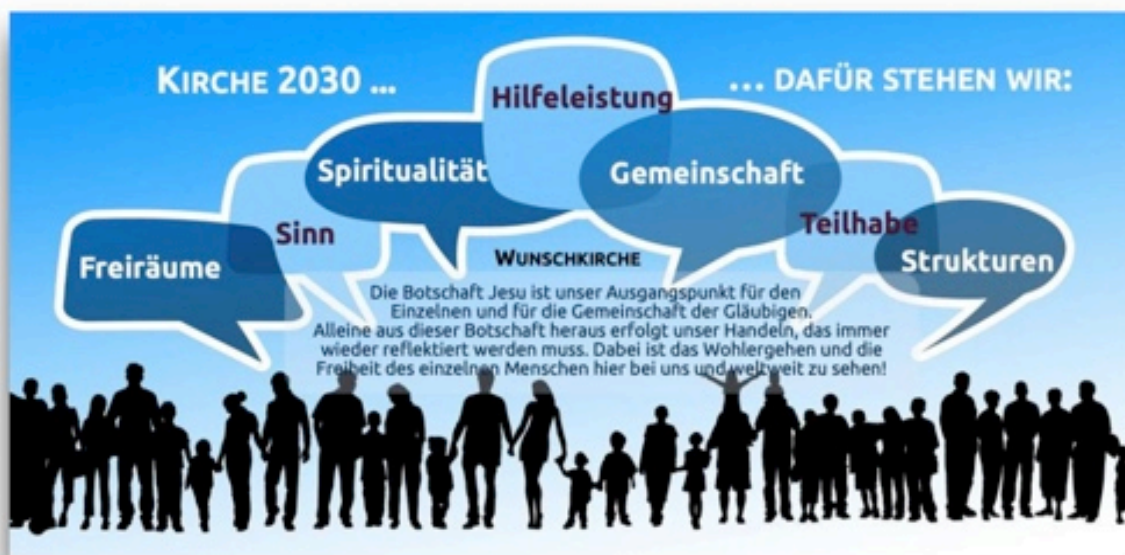 KIRCHE 2030 ...
... DAFÜR STEHEN WIR:
Hilfeleistung
Spiritualität
Gemeinschaft
Sinn
Teilhabe
Freiräume
Strukturen
WUNSCHKIRCHE
Die Botschaft Jesu ist unser Ausgangspunkt für den
Einzelnen und für die Gemeinschaft der Gläubigen.
Alleine aus dieser Botschaft heraus erfolgt unser Handeln, das immer
wieder reflektiert werden muss. Dabei ist das Wohlergehen und die
Freiheit des einzelnen Menschen hier bei uns und weltweit zu sehen!